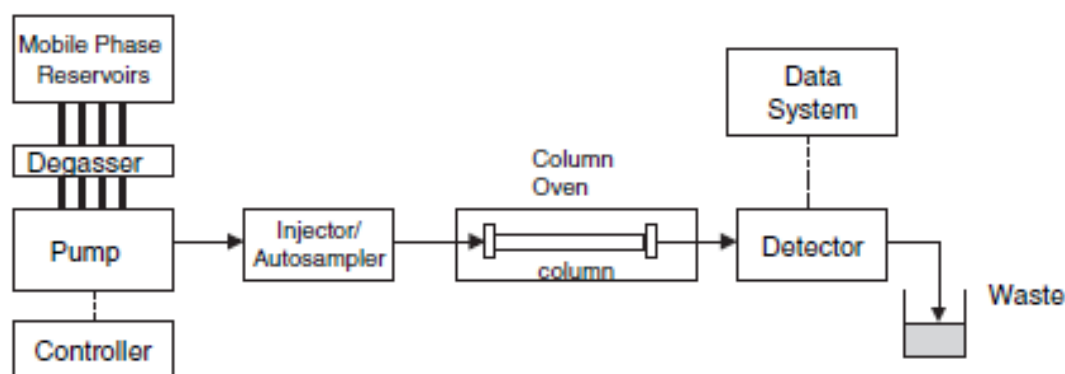 Mobile Phase
Reservoirs
Degasser
Pump
Controller
Injector/
Autosampler
Column
Oven
column
Data
System
Detector
Waste